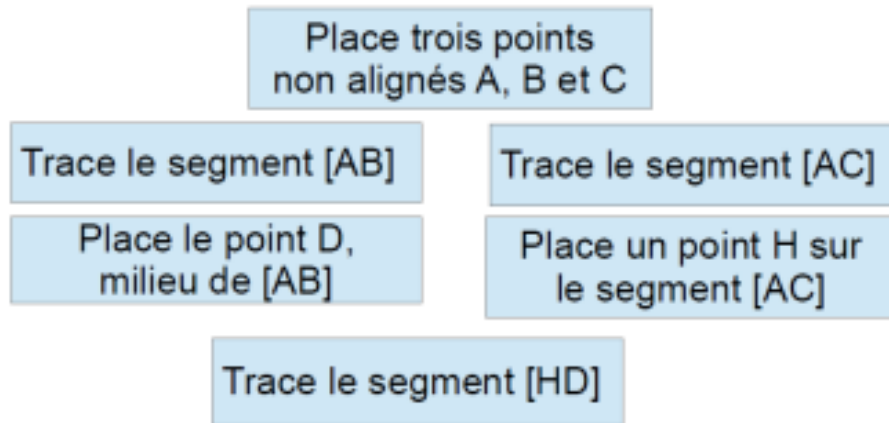 Place trois points
non alignés A, B et C
Trace le segment [AB]
Trace le segment [AC]
Place le point D,
milieu de [AB]
Place un point H sur
le segment [AC]
Trace le segment [HD]